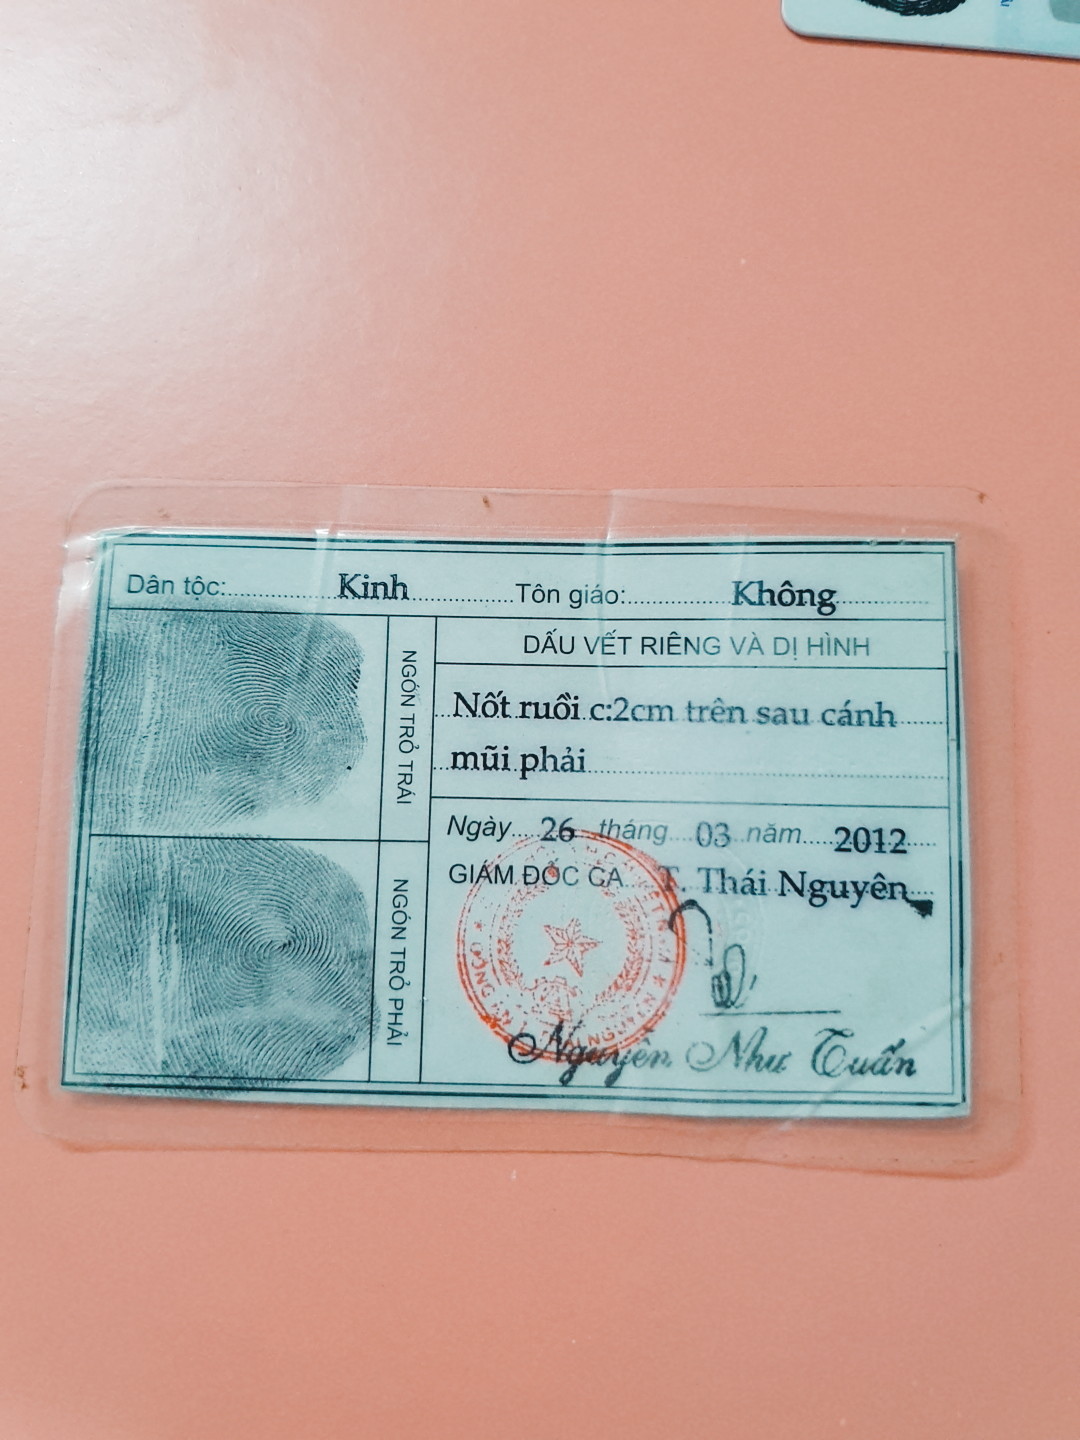 Dân tộc: Kinh Tôn giáo: Không
NGÓN TRỎ TRÁI
NGÓN TRỎ PHẢI
DẤU VẾT RIÊNG VÀ DỊ HÌNH
Nốt ruồi c:2cm trên sau cánh
mũi phải
Ngày 26 tháng 03 năm 2012
GIÁM ĐỐC CA T. Thái Nguyên
Nguyễn Như Tuấn